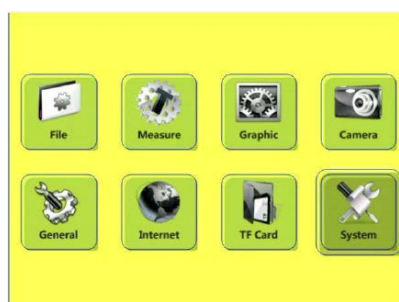 File
Measure
Graphic
Camera
General
Internet
TF Card
System